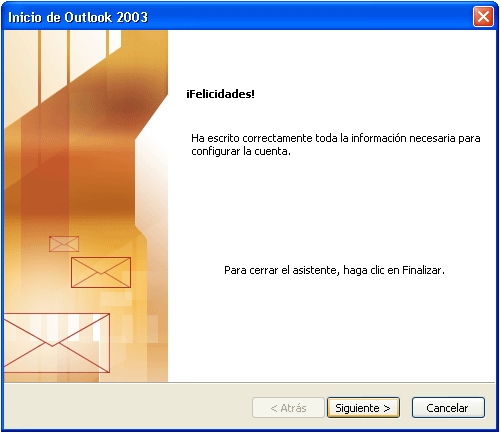 Inicio de Outlook 2003
¡Felicidades!
Ha escrito correctamente toda la información necesaria para
configurar la cuenta.
Para cerrar el asistente, haga clic en Finalizar.
< Atrás
Siguiente >
Cancelar